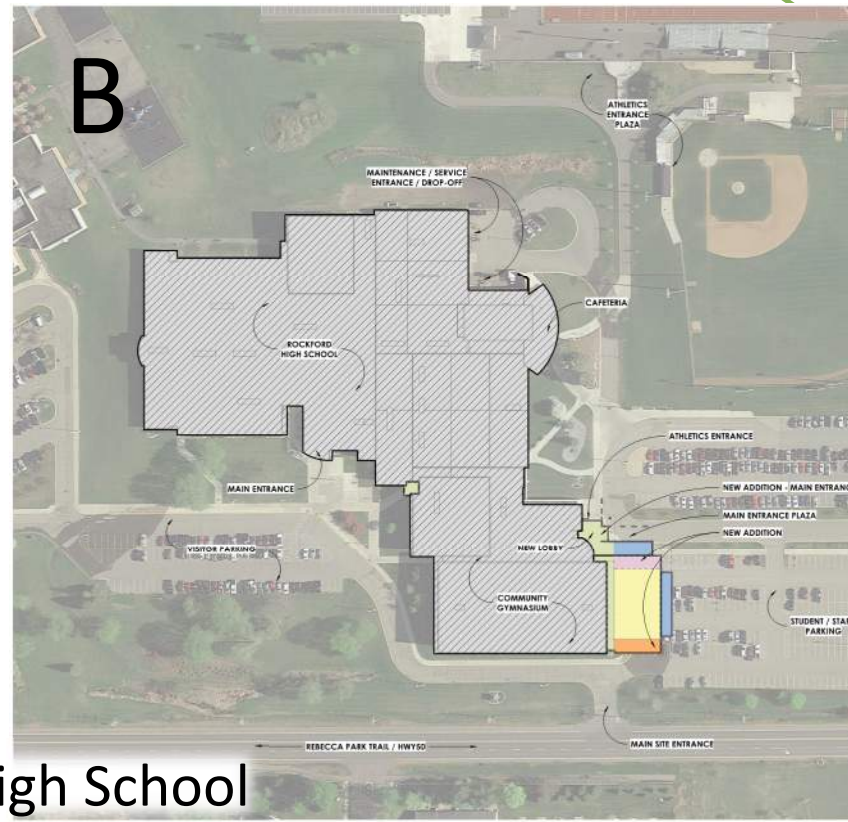 B
ATHLETICS
ENTRANCE
PLAZA
MAINTENANCE / SERVICE
ENTRANCE / DROP-OFF
CAFETERIA
ROCKFORD
HIGH SCHOOL
ATHLETICS ENTRANCE
MAIN ENTRANCE
NEW ADDITION - MAIN ENTRANC
MAIN ENTRANCE PLAZA
NEW ADDITION
VISITOR PARKING
NEW LOBBY
COMMUNITY
GYMNASIUM
STUDENT / STAF
PARKING
REBECCA PARK TRAIL / HWY50
MAIN SITE ENTRANCE
igh School